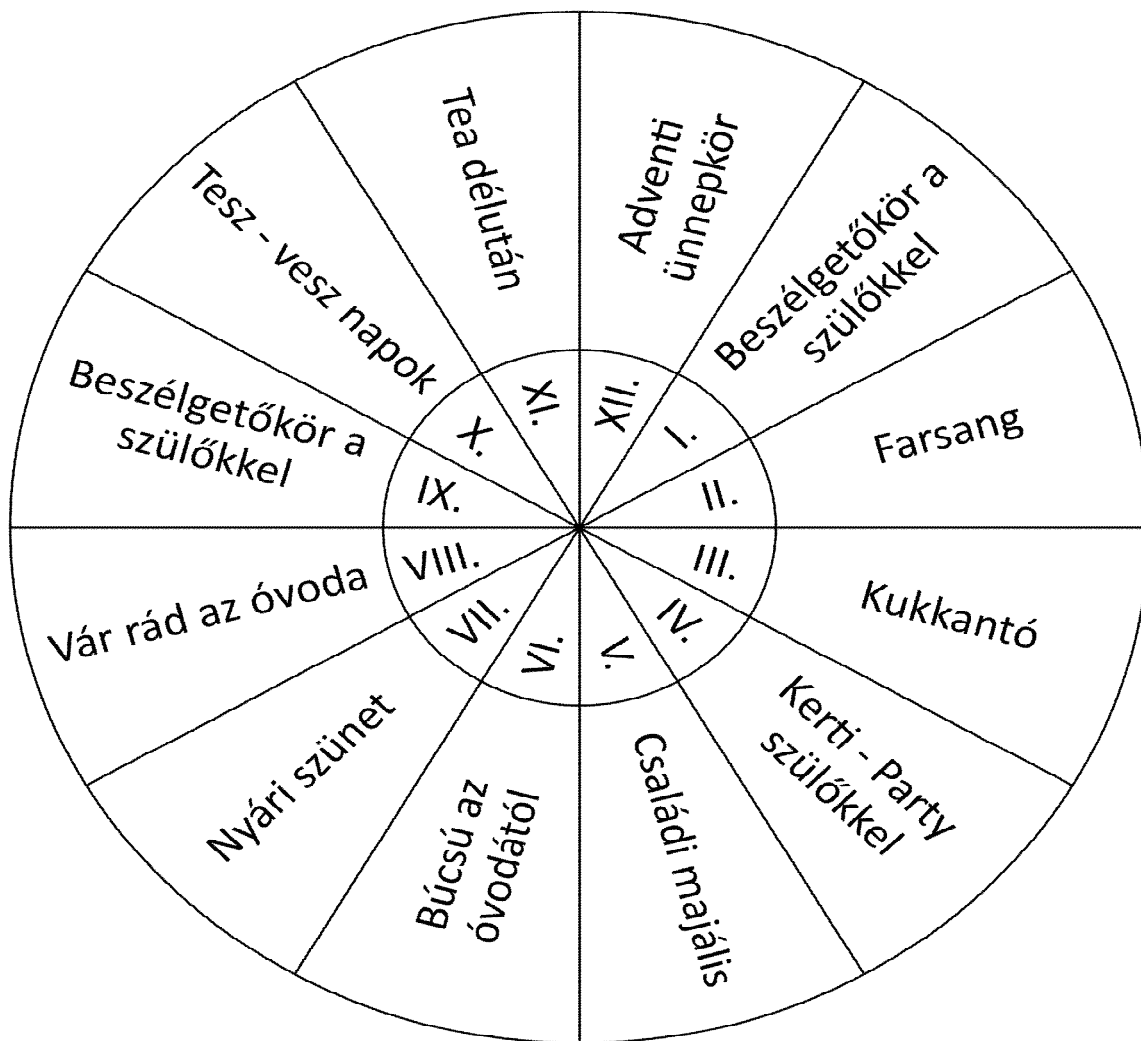 XII.
Adventi
ünnepkör
I.
Beszélgetőkör a
szülőkkel
II.
Farsang
III.
Kukkantó
IV.
Kerti - Party
szülőkkel
V.
Családi majális
VI.
Búcsú az
óvodától
VII.
Nyári szünet
VIII.
Vár rád az óvoda
IX.
Beszélgetőkör a
szülőkkel
X.
Tesz - vesz napok
XI.
Tea délután